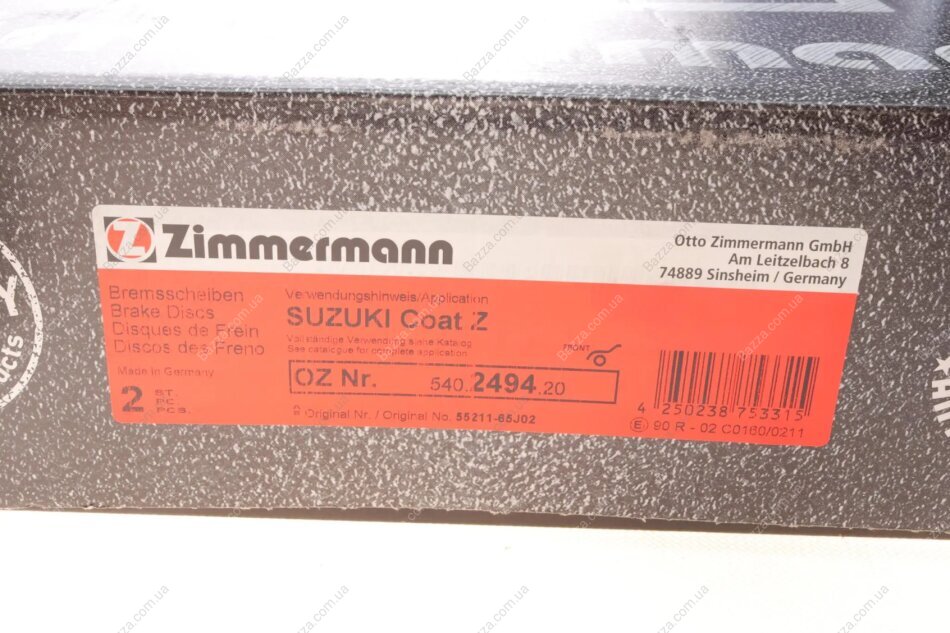 Zimmermann
Otto Zimmermann GmbH
Am Leitzelbach 8
74889 Sinsheim / Germany
Bremsscheiben
Brake Discs
Disques de Frein
Discos des Freno
Made in Germany
2 ST.
PC.
PCS.
Verwendungshinweis/Application
SUZUKI Coat Z
Vollständige Verwendung siehe Katalog
See catalogue for complete application
FRONT
OZ Nr. 540.2494.20
Original Nr. / Original No. 55211-65J02
4 250238 753315
E 90 R - 02 C0160/0211
ucts
Bazza.com.ua